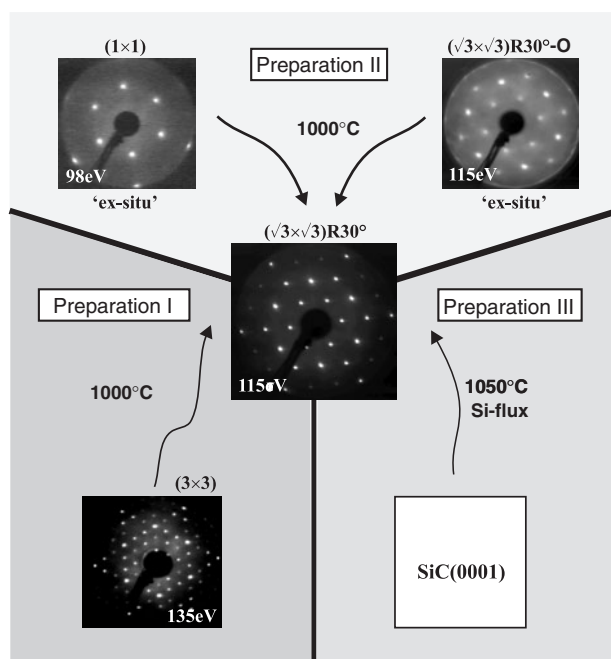 (1×1)
Preparation II
(√3×√3)R30°-O
1000°C
98eV
115eV
‘ex-situ’
‘ex-situ’
(√3×√3)R30°
Preparation I
Preparation III
115eV
1000°C
1050°C
Si-flux
(3×3)
SiC(0001)
135eV